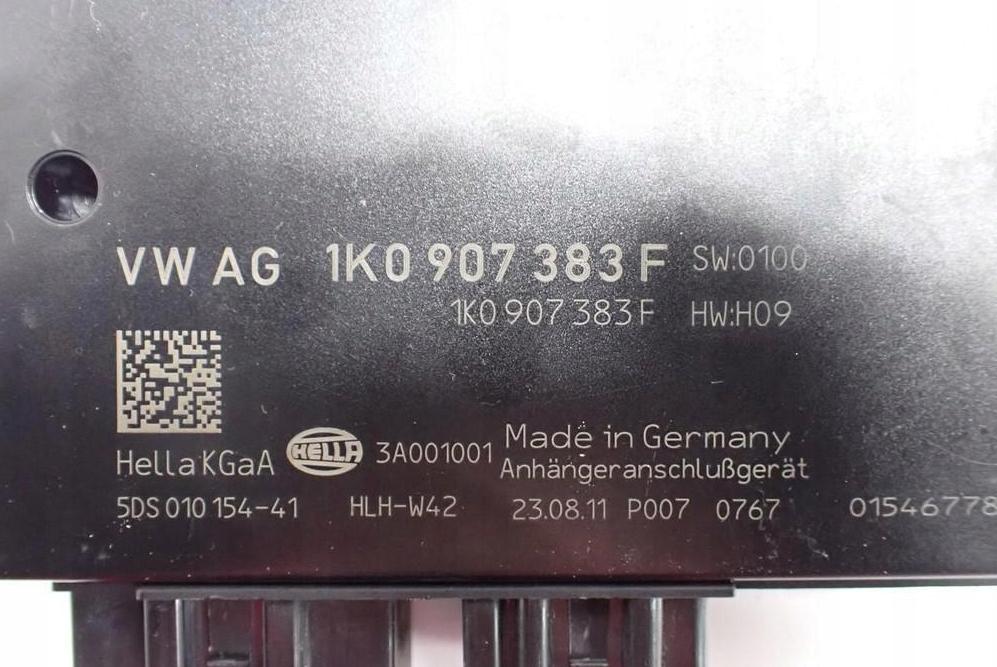 VW AG 1K0 907 383 F SW:0100
1K0 907 383 F HW:H09
Hella KGaA HELLA 3A001001 Made in Germany
Anhängeranschlußgerät
5DS 010 154-41 HLH-W42 23.08.11 P007 0767 01546778